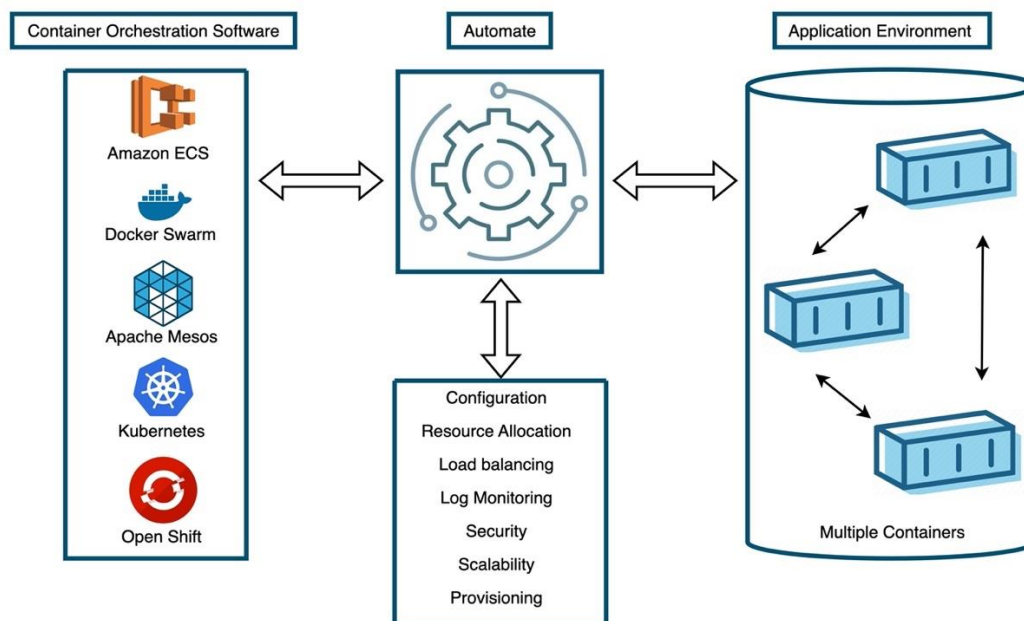 Container Orchestration Software
Automate
Application Environment
Amazon ECS
Docker Swarm
Apache Mesos
Kubernetes
Open Shift
Configuration
Resource Allocation
Load balancing
Log Monitoring
Security
Scalability
Provisioning
Multiple Containers